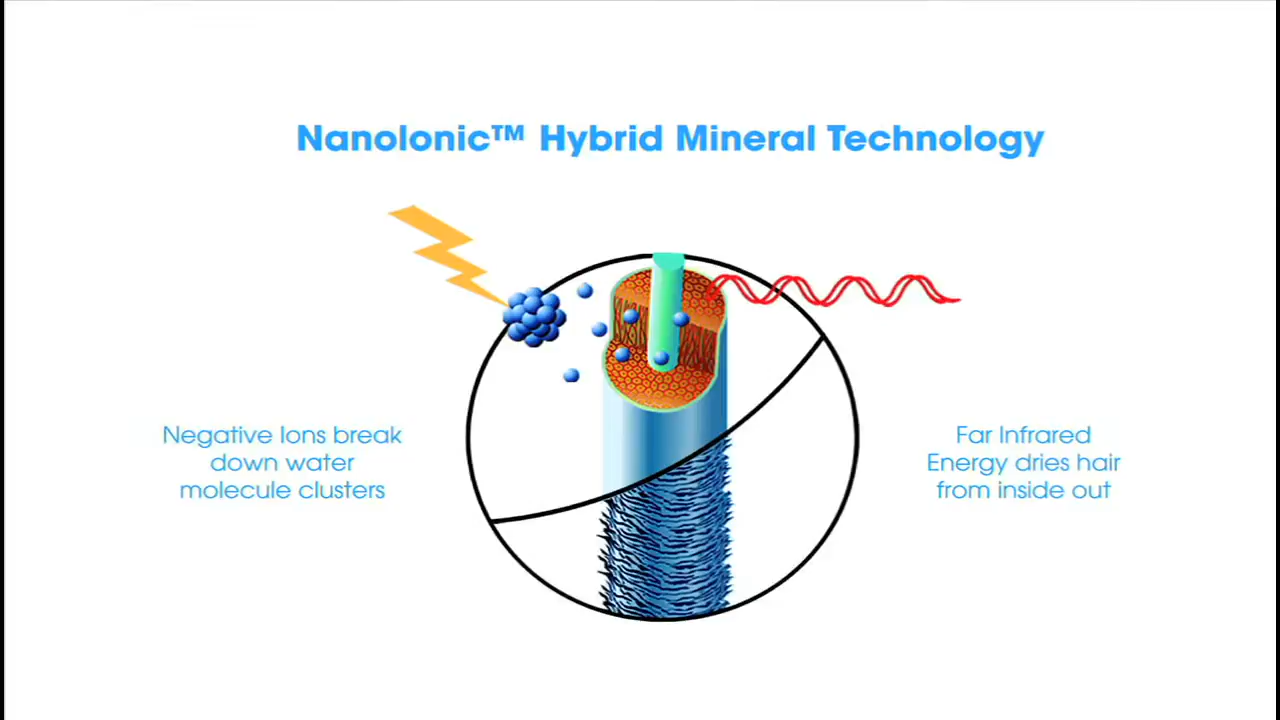 NanoIonic™ Hybrid Mineral Technology
Negative Ions break
down water
molecule clusters
Far Infrared
Energy dries hair
from inside out